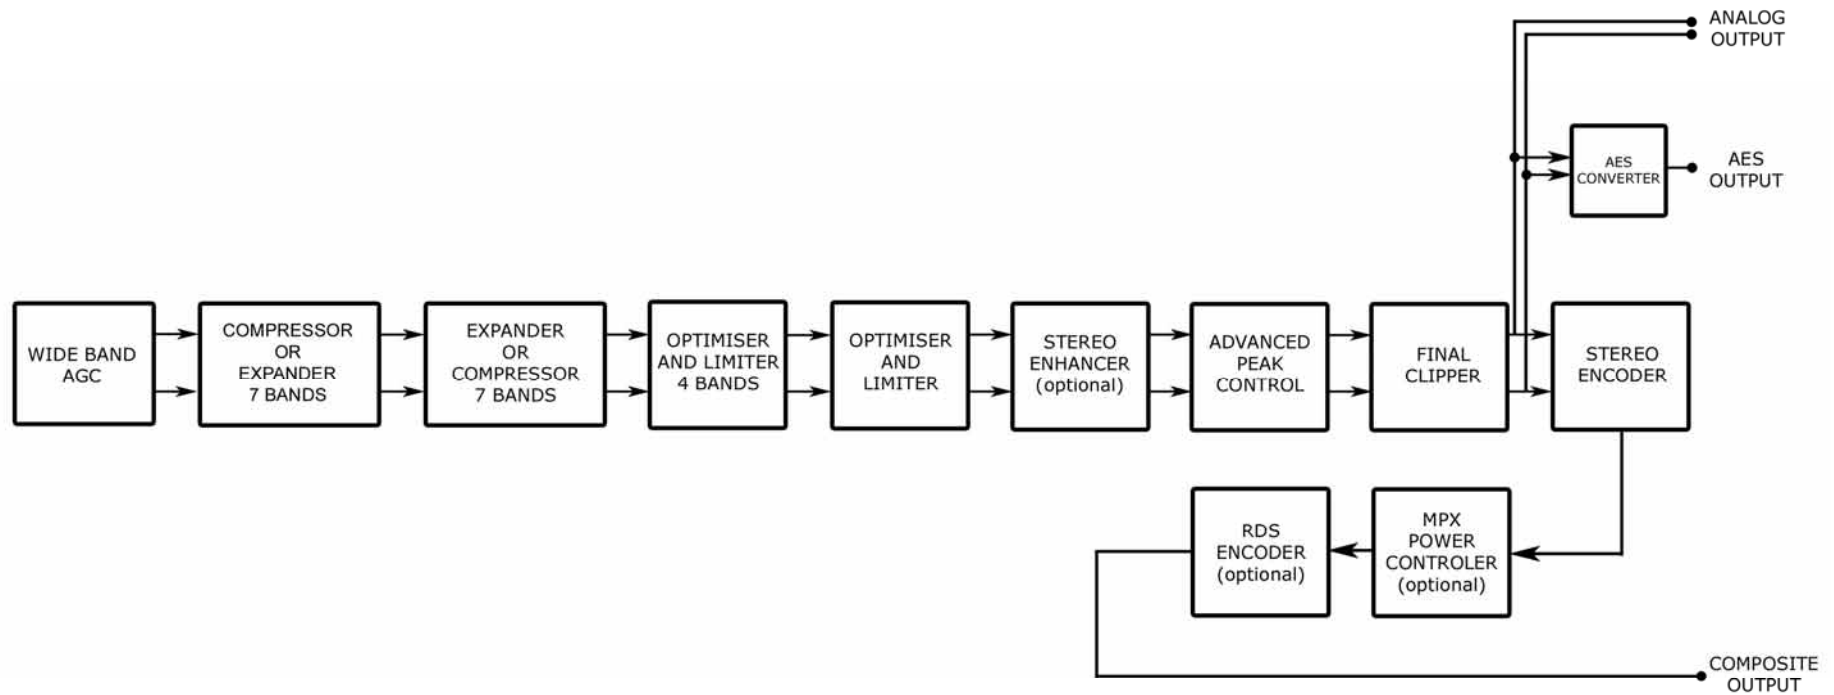 ANALOG
OUTPUT
AES
CONVERTER
AES
OUTPUT
WIDE BAND
AGC
COMPRESSOR
OR
EXPANDER
7 BANDS
EXPANDER
OR
COMPRESSOR
7 BANDS
OPTIMISER
AND LIMITER
4 BANDS
OPTIMISER
AND
LIMITER
STEREO
ENHANCER
(optional)
ADVANCED
PEAK
CONTROL
FINAL
CLIPPER
STEREO
ENCODER
RDS
ENCODER
(optional)
MPX
POWER
CONTROLER
(optional)
COMPOSITE
OUTPUT